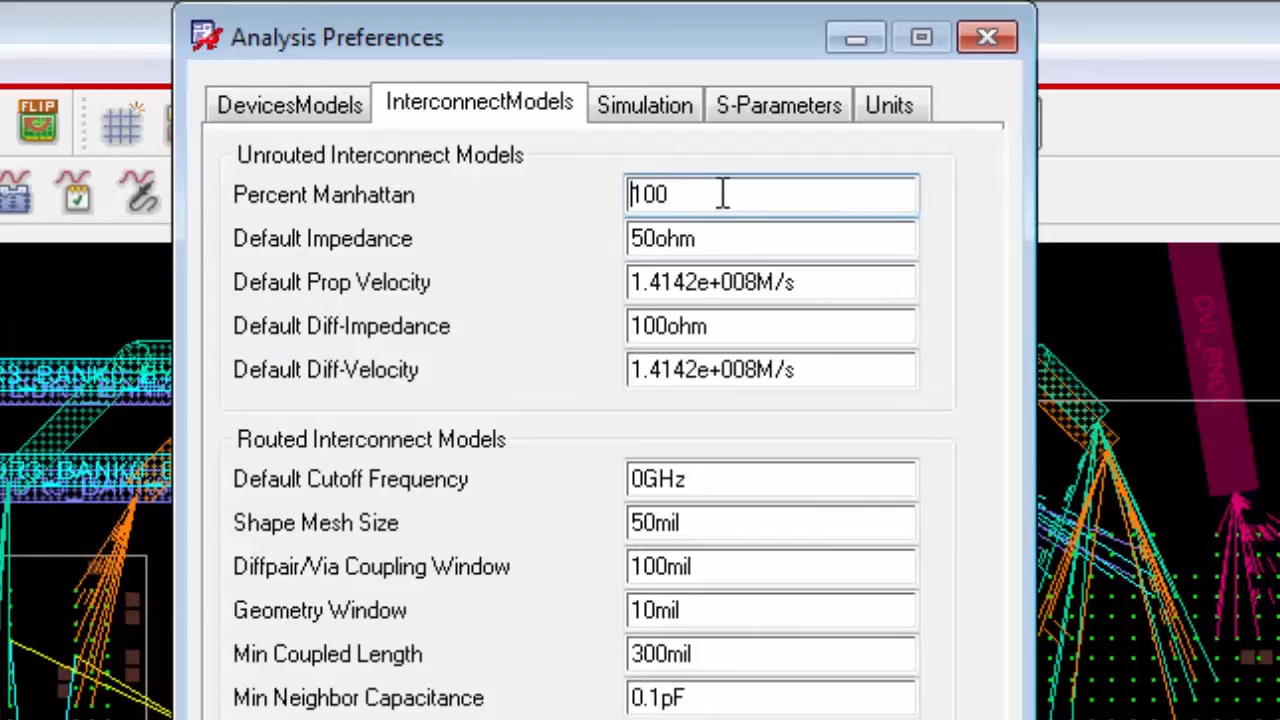 Analysis Preferences
FLIP
DevicesModels InterconnectModels Simulation S-Parameters Units
Unrouted Interconnect Models
Percent Manhattan 100
Default Impedance 50ohm
Default Prop Velocity 1.4142e+008M/s
Default Diff-Impedance 100ohm
Default Diff-Velocity 1.4142e+008M/s
Routed Interconnect Models
Default Cutoff Frequency 0GHz
Shape Mesh Size 50mil
Diffpair/Via Coupling Window 100mil
Geometry Window 10mil
Min Coupled Length 300mil
Min Neighbor Capacitance 0.1pF